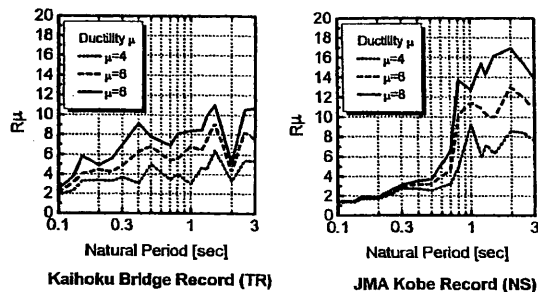 20
18
16
14
12
10
8
6
4
2
0
Rμ
Ductility μ
μ=4
μ=6
μ=8
0.1
0.3
1
3
Natural Period [sec]
Kaihoku Bridge Record (TR)
20
18
16
14
12
10
8
6
4
2
0
Rμ
Ductility μ
μ=4
μ=6
μ=8
0.1
0.3
1
3
Natural Period [sec]
JMA Kobe Record (NS)